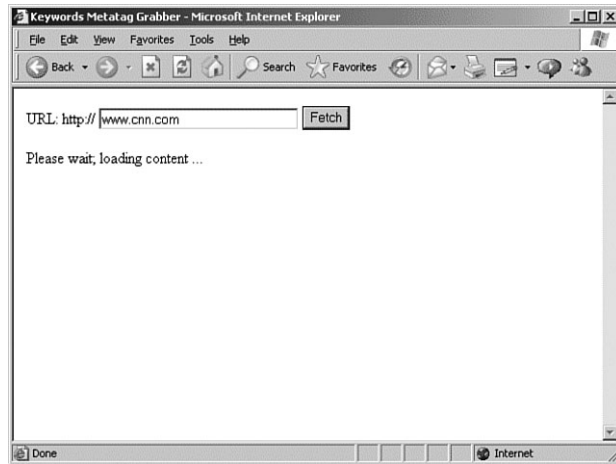 Keywords Metatag Grabber - Microsoft Internet Explorer
File Edit View Favorites Tools Help
Back Search Favorites
URL: http:// www.cnn.com Fetch
Please wait; loading content ...
Done Internet